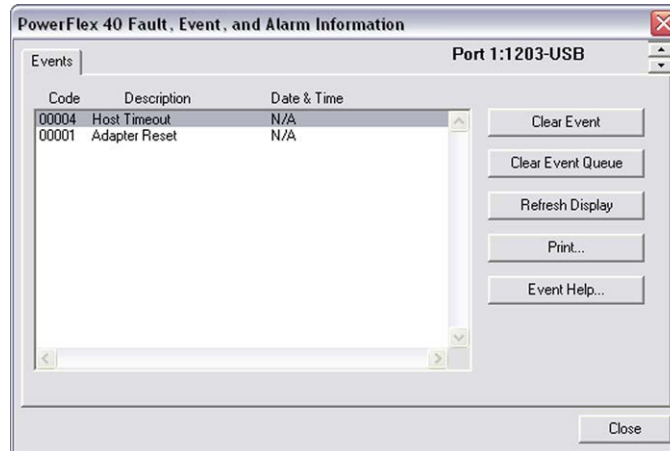 PowerFlex 40 Fault, Event, and Alarm Information
Port 1:1203-USB
Events
Code Description Date & Time
00004 Host Timeout N/A
00001 Adapter Reset N/A
Clear Event
Clear Event Queue
Refresh Display
Print...
Event Help...
Close